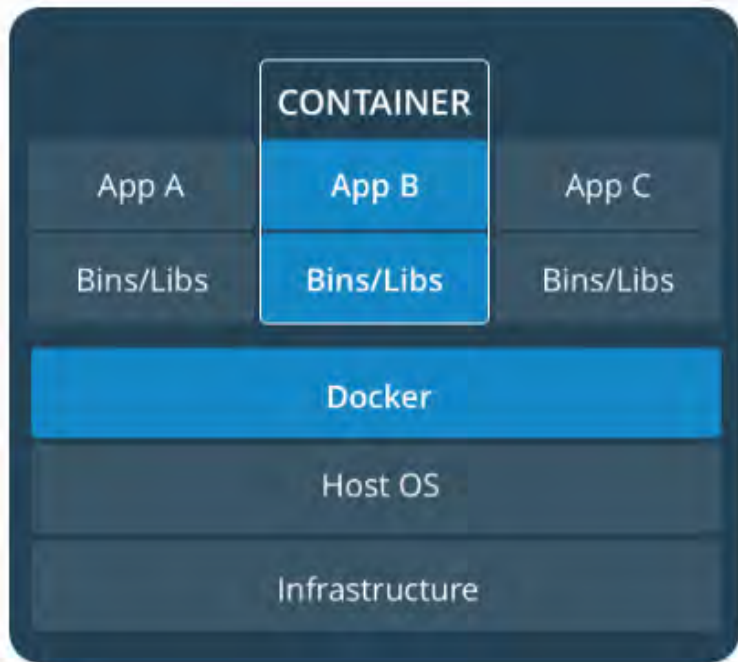 CONTAINER
App A
App B
App C
Bins/Libs
Bins/Libs
Bins/Libs
Docker
Host OS
Infrastructure